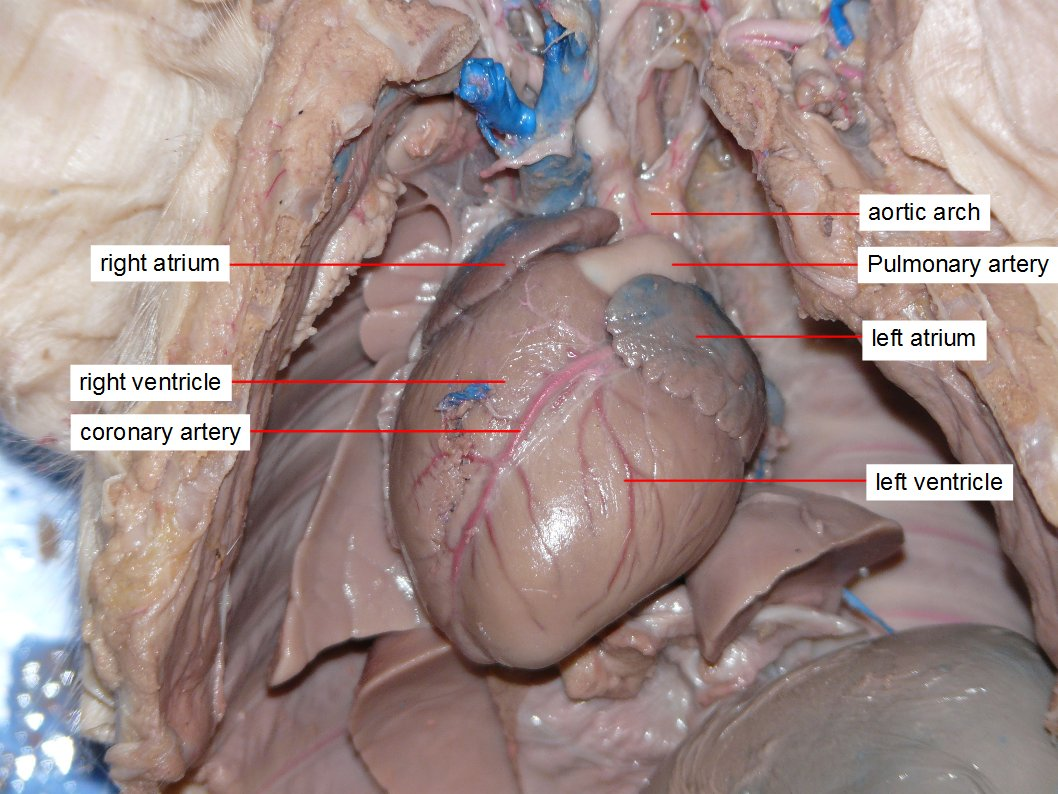 aortic arch
right atrium
Pulmonary artery
left atrium
right ventricle
coronary artery
left ventricle